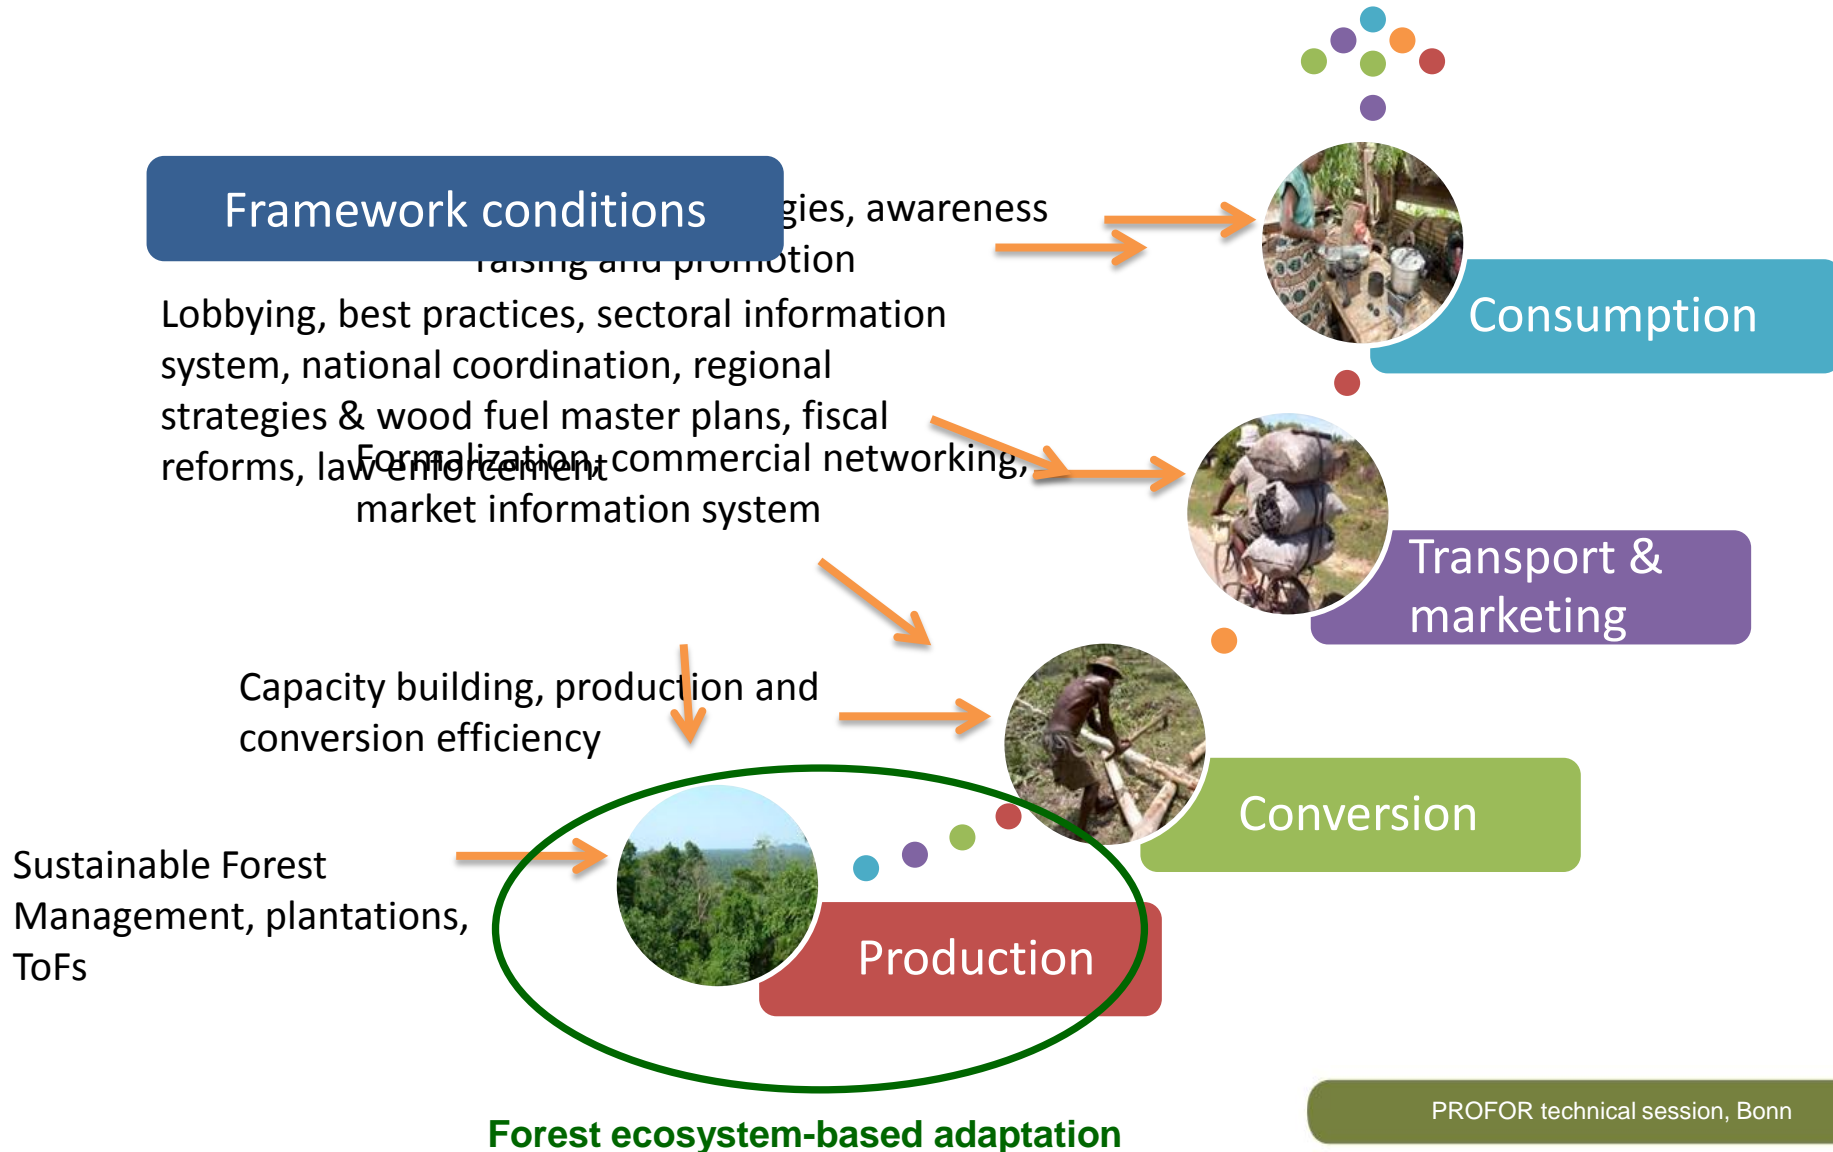 Framework conditions
gies, awareness
raising and promotion
Lobbying, best practices, sectoral information
system, national coordination, regional
strategies & wood fuel master plans, fiscal
reforms, law enforcement
Formalization, commercial networking,
market information system
Consumption
Transport &
marketing
Capacity building, production and
conversion efficiency
Conversion
Sustainable Forest
Management, plantations,
ToFs
Production
Forest ecosystem-based adaptation
PROFOR technical session, Bonn